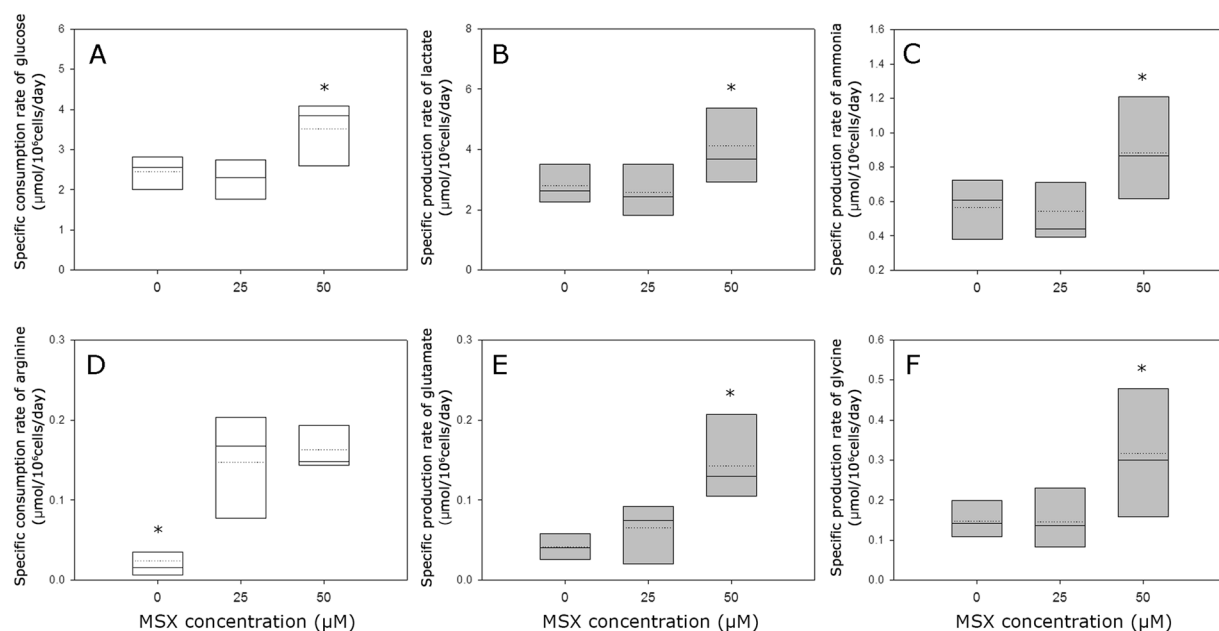 A
Specific consumption rate of glucose
(µmol/10⁶cells/day)
6
5
4
3
2
1
0
*
0 25 50
B
Specific production rate of lactate
(µmol/10⁶cells/day)
8
6
4
2
0
*
0 25 50
C
Specific production rate of ammonia
(µmol/10⁶cells/day)
1.6
1.4
1.2
1.0
0.8
0.6
0.4
0.2
*
0 25 50
D
Specific consumption rate of arginine
(µmol/10⁶cells/day)
0.3
0.2
0.1
0.0
*
0 25 50
MSX concentration (µM)
E
Specific production rate of glutamate
(µmol/10⁶cells/day)
0.3
0.2
0.1
0.0
*
0 25 50
MSX concentration (µM)
F
Specific production rate of glycine
(µmol/10⁶cells/day)
0.6
0.5
0.4
0.3
0.2
0.1
0.0
*
0 25 50
MSX concentration (µM)